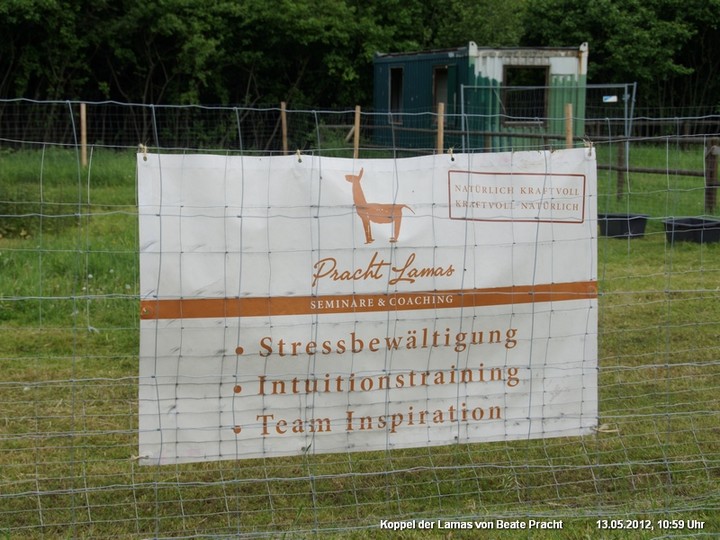 NATÜRLICH KRAFTVOLL
KRAFTVOLL NATÜRLICH
Pracht Lamas
SEMINARE & COACHING
• Stressbewältigung
• Intuitionstraining
• Team Inspiration
Koppel der Lamas von Beate Pracht 13.05.2012, 10:59 Uhr